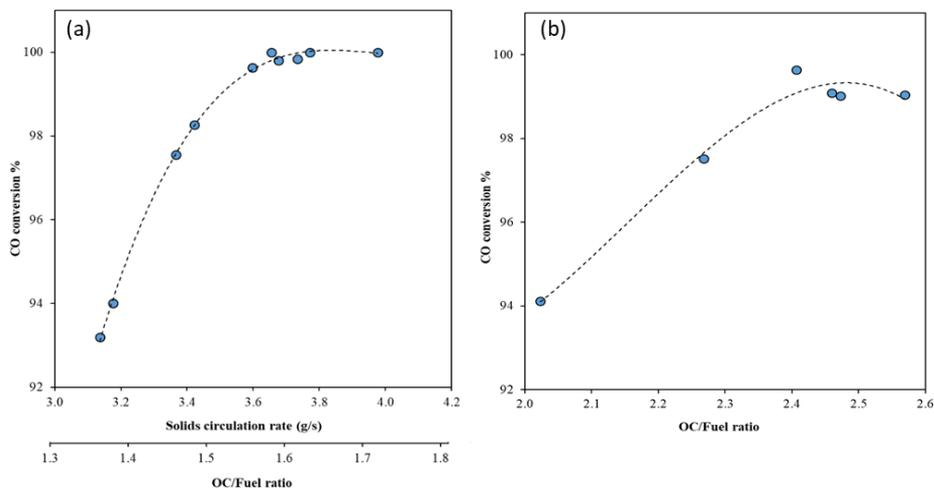 (a)
100
98
96
94
92
CO conversion %
3.0 3.2 3.4 3.6 3.8 4.0 4.2
Solids circulation rate (g/s)
1.3 1.4 1.5 1.6 1.7 1.8
OC/Fuel ratio
(b)
100
98
96
94
92
CO conversion %
2.0 2.1 2.2 2.3 2.4 2.5 2.6
OC/Fuel ratio